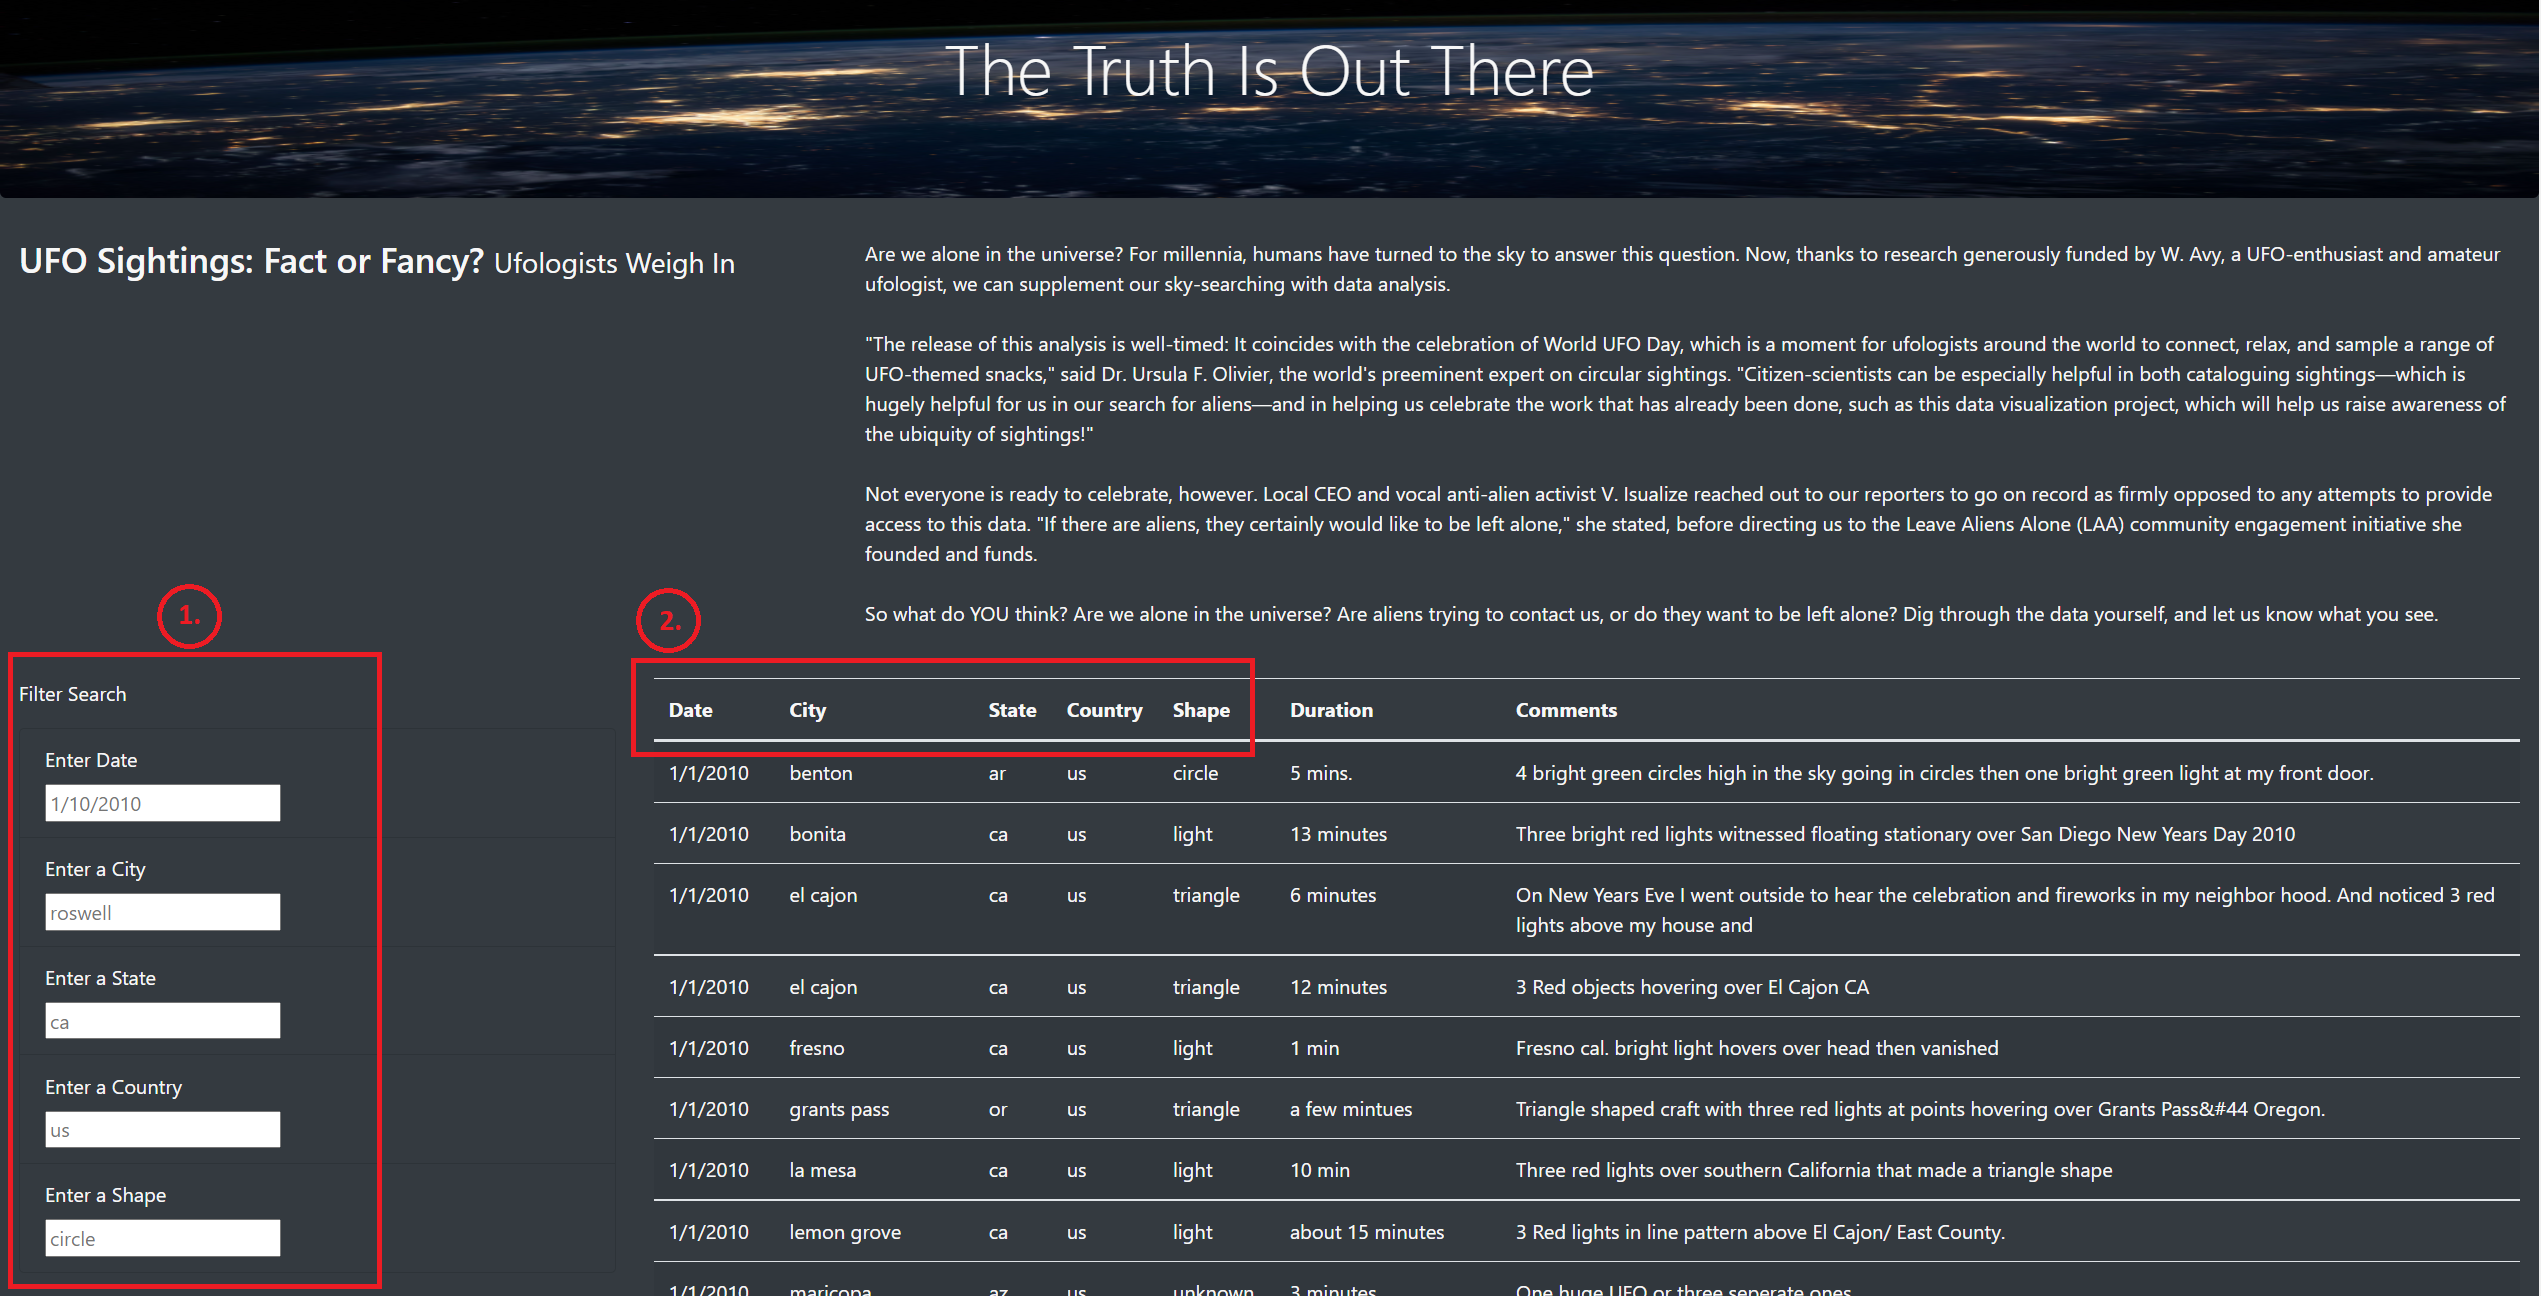 The Truth Is Out There
UFO Sightings: Fact or Fancy? Ufologists Weigh In
Are we alone in the universe? For millennia, humans have turned to the sky to answer this question. Now, thanks to research generously funded by W. Avy, a UFO-enthusiast and amateur
ufologist, we can supplement our sky-searching with data analysis.
"The release of this analysis is well-timed: It coincides with the celebration of World UFO Day, which is a moment for ufologists around the world to connect, relax, and sample a range of
UFO-themed snacks," said Dr. Ursula F. Olivier, the world's preeminent expert on circular sightings. "Citizen-scientists can be especially helpful in both cataloguing sightings—which is
hugely helpful for us in our search for aliens—and in helping us celebrate the work that has already been done, such as this data visualization project, which will help us raise awareness of
the ubiquity of sightings!"
Not everyone is ready to celebrate, however. Local CEO and vocal anti-alien activist V. Isualize reached out to our reporters to go on record as firmly opposed to any attempts to provide
access to this data. "If there are aliens, they certainly would like to be left alone," she stated, before directing us to the Leave Aliens Alone (LAA) community engagement initiative she
founded and funds.
So what do YOU think? Are we alone in the universe? Are aliens trying to contact us, or do they want to be left alone? Dig through the data yourself, and let us know what you see.
1.
Filter Search
Enter Date
1/10/2010
Enter a City
roswell
Enter a State
ca
Enter a Country
us
Enter a Shape
circle
2.
Date City State Country Shape Duration Comments
1/1/2010 benton ar us circle 5 mins. 4 bright green circles high in the sky going in circles then one bright green light at my front door.
1/1/2010 bonita ca us light 13 minutes Three bright red lights witnessed floating stationary over San Diego New Years Day 2010
1/1/2010 el cajon ca us triangle 6 minutes On New Years Eve I went outside to hear the celebration and fireworks in my neighbor hood. And noticed 3 red
lights above my house and
1/1/2010 el cajon ca us triangle 12 minutes 3 Red objects hovering over El Cajon CA
1/1/2010 fresno ca us light 1 min Fresno cal. bright light hovers over head then vanished
1/1/2010 grants pass or us triangle a few mintues Triangle shaped craft with three red lights at points hovering over Grants Pass&#44 Oregon.
1/1/2010 la mesa ca us light 10 min Three red lights over southern California that made a triangle shape
1/1/2010 lemon grove ca us light about 15 minutes 3 Red lights in line pattern above El Cajon/ East County.
1/1/2010 maricopa az us unknown 3 minutes One huge UFO or three seperate ones